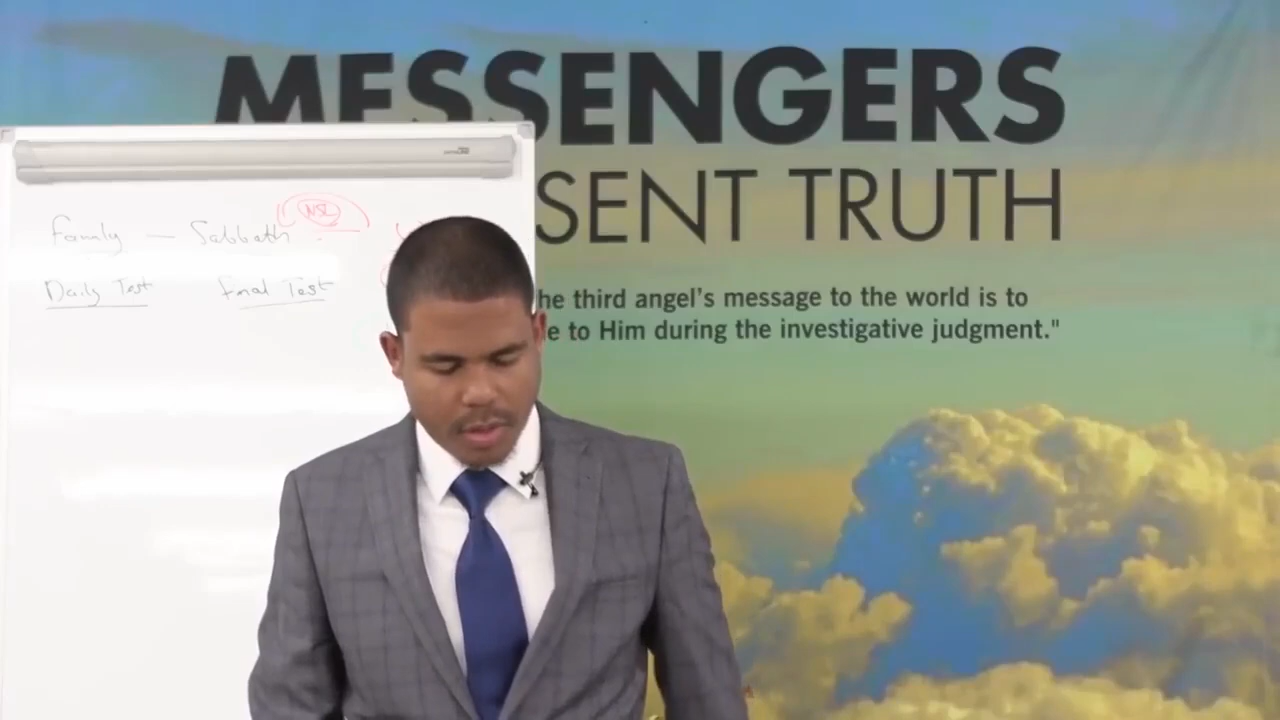 MESSENGERS
SENT TRUTH
he third angel's message to the world is to
e to Him during the investigative judgment."
Family — Sabbath NSL
Daily Test Final Test